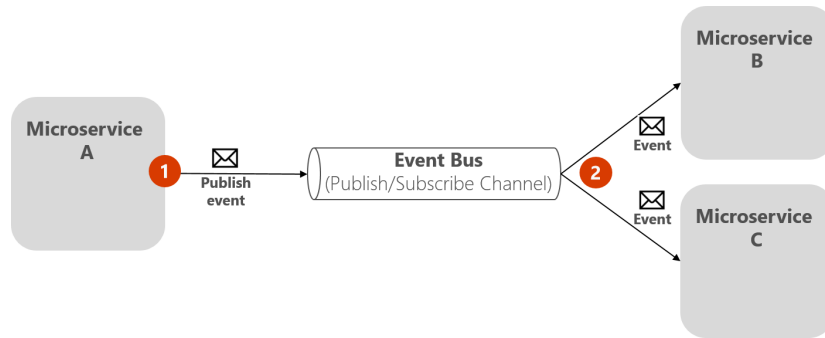 Microservice
A
1
Publish
event
Event Bus
(Publish/Subscribe Channel)
2
Event
Microservice
B
Event
Microservice
C